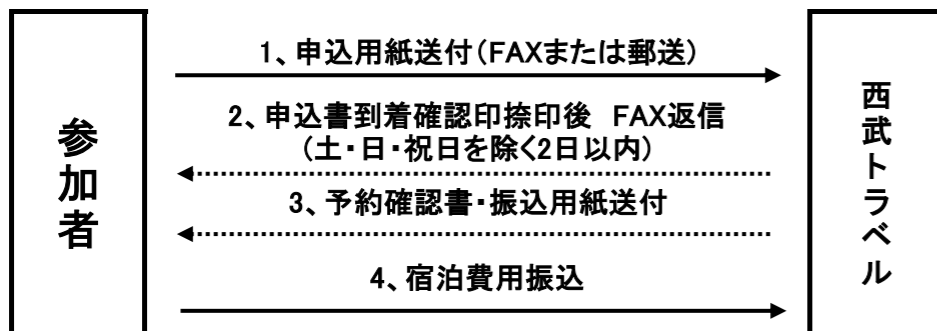 参加者
1、申込用紙送付(FAXまたは郵送)
2、申込書到着確認印捺印後 FAX返信
(土・日・祝日を除く2日以内)
3、予約確認書・振込用紙送付
4、宿泊費用振込
西武トラベル